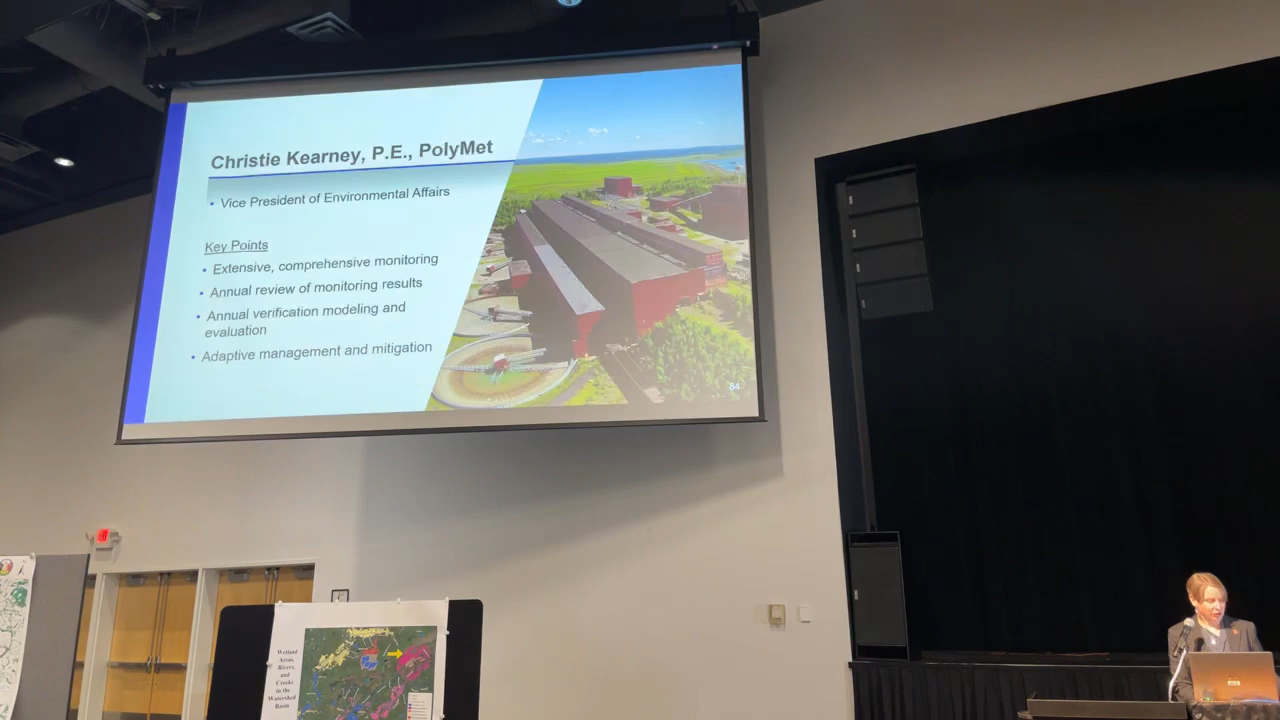 Christie Kearney, P.E., PolyMet
• Vice President of Environmental Affairs
Key Points
• Extensive, comprehensive monitoring
• Annual review of monitoring results
• Annual verification modeling and
evaluation
• Adaptive management and mitigation
84
Wetland
Areas,
Rivers,
and
Creeks
in the
Watershed
Basin